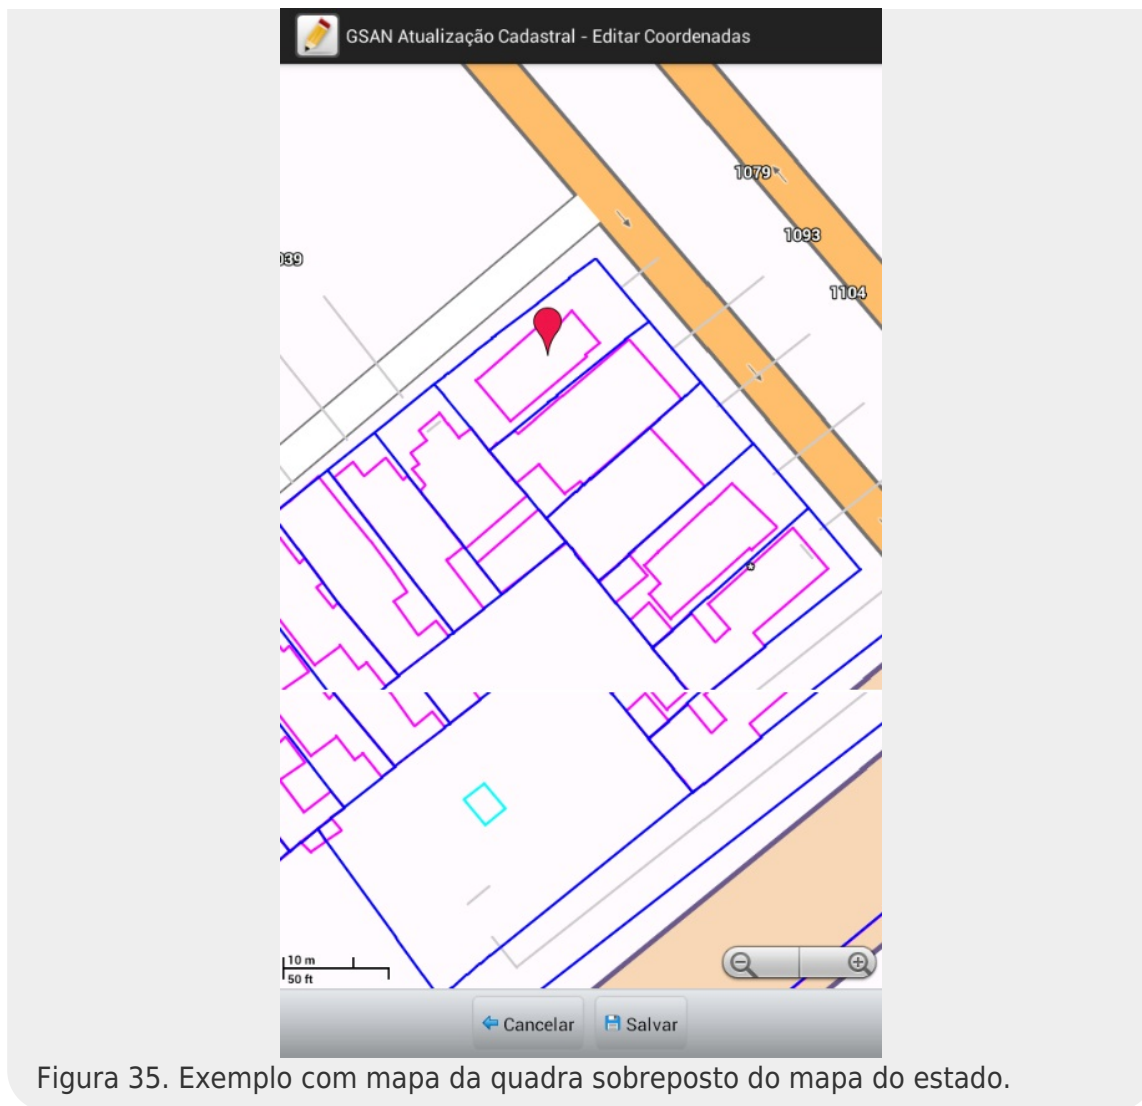 GSAN Atualização Cadastral - Editar Coordenadas
1079
1093
039
1104
10 m
50 ft
Cancelar
Salvar
Figura 35. Exemplo com mapa da quadra sobreposto do mapa do estado.